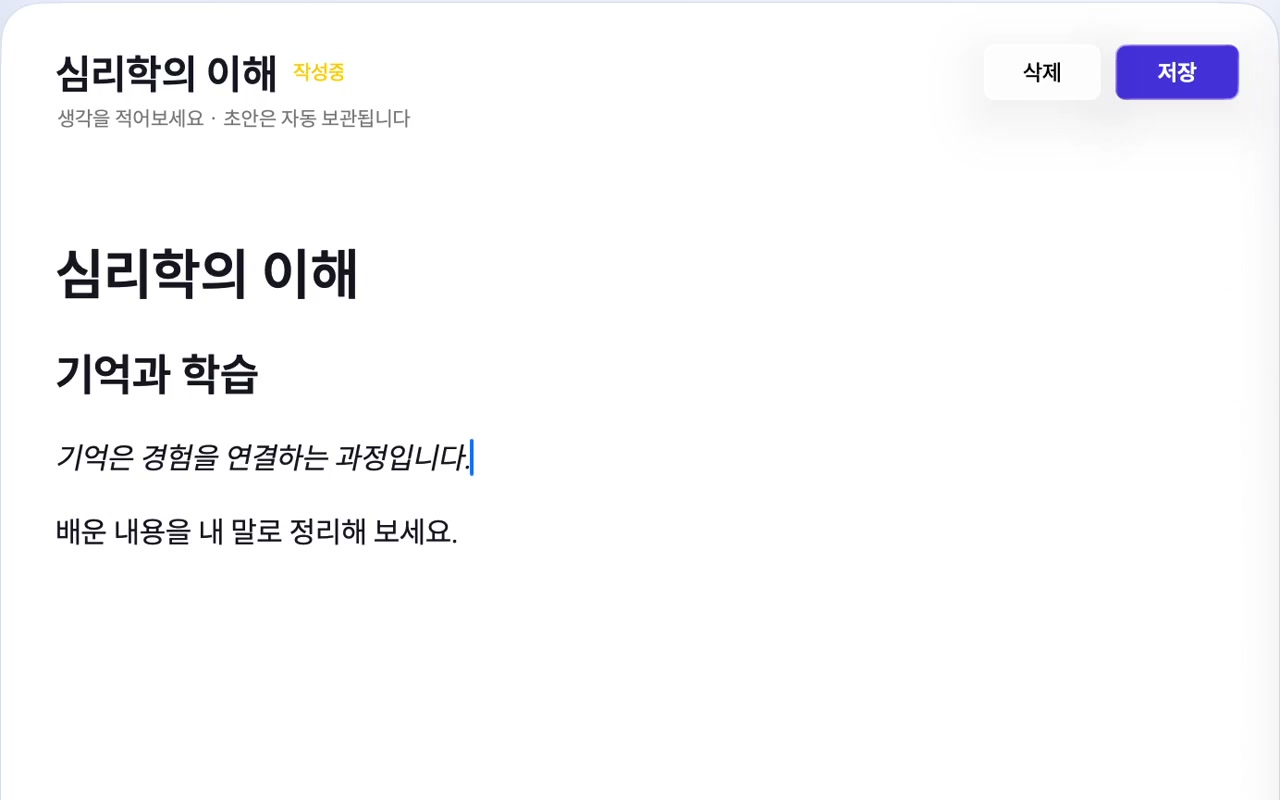 심리학의 이해 작성중
삭제 저장
생각을 적어보세요 · 초안은 자동 보관됩니다
심리학의 이해
기억과 학습
기억은 경험을 연결하는 과정입니다.
배운 내용을 내 말로 정리해 보세요.